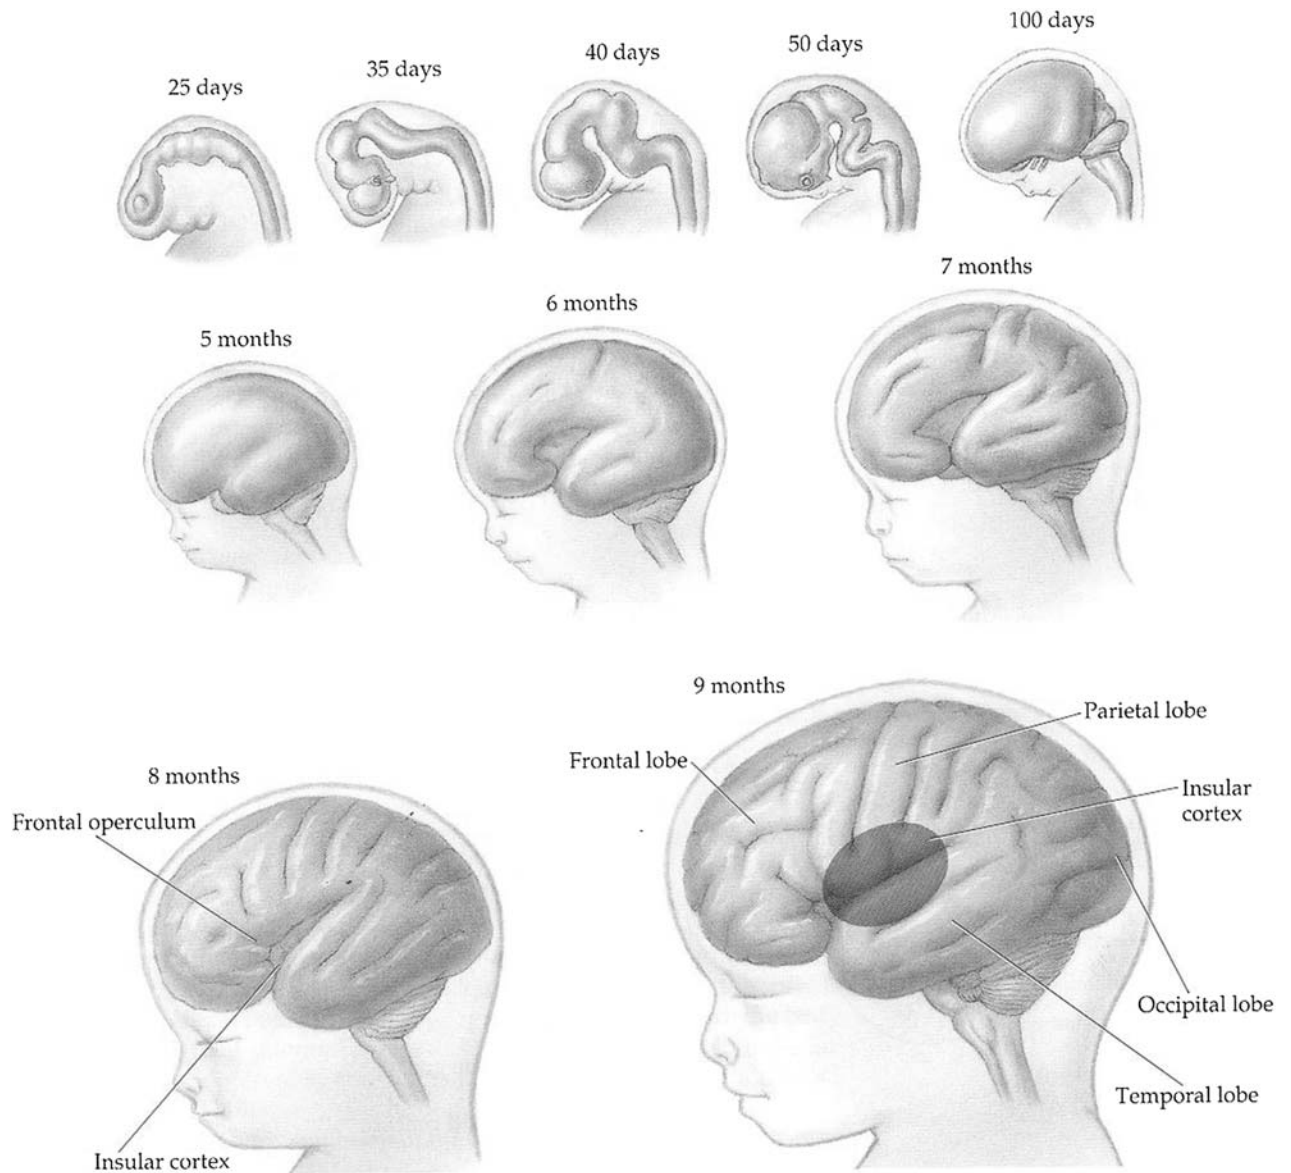 25 days
35 days
40 days
50 days
100 days
5 months
6 months
7 months
8 months
Frontal operculum
Insular cortex
9 months
Frontal lobe
Parietal lobe
Insular
cortex
Occipital lobe
Temporal lobe